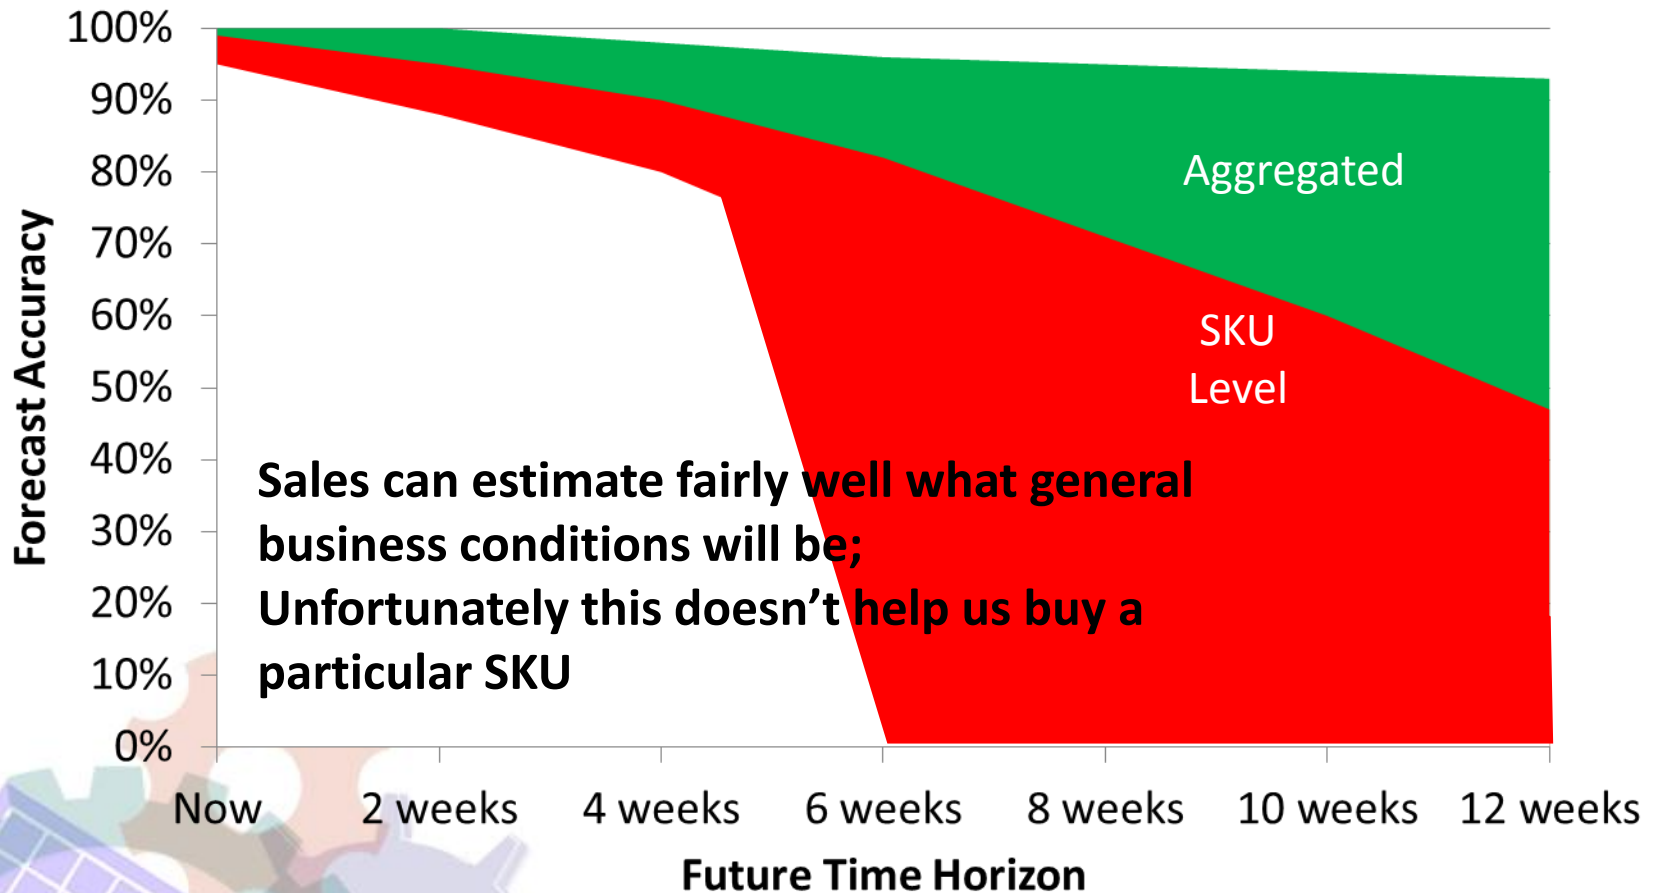 100%
90%
80%
70%
60%
50%
40%
30%
20%
10%
0%
Forecast Accuracy
Aggregated
SKU
Level
Sales can estimate fairly well what general
business conditions will be;
Unfortunately this doesn’t help us buy a
particular SKU
Now 2 weeks 4 weeks 6 weeks 8 weeks 10 weeks 12 weeks
Future Time Horizon